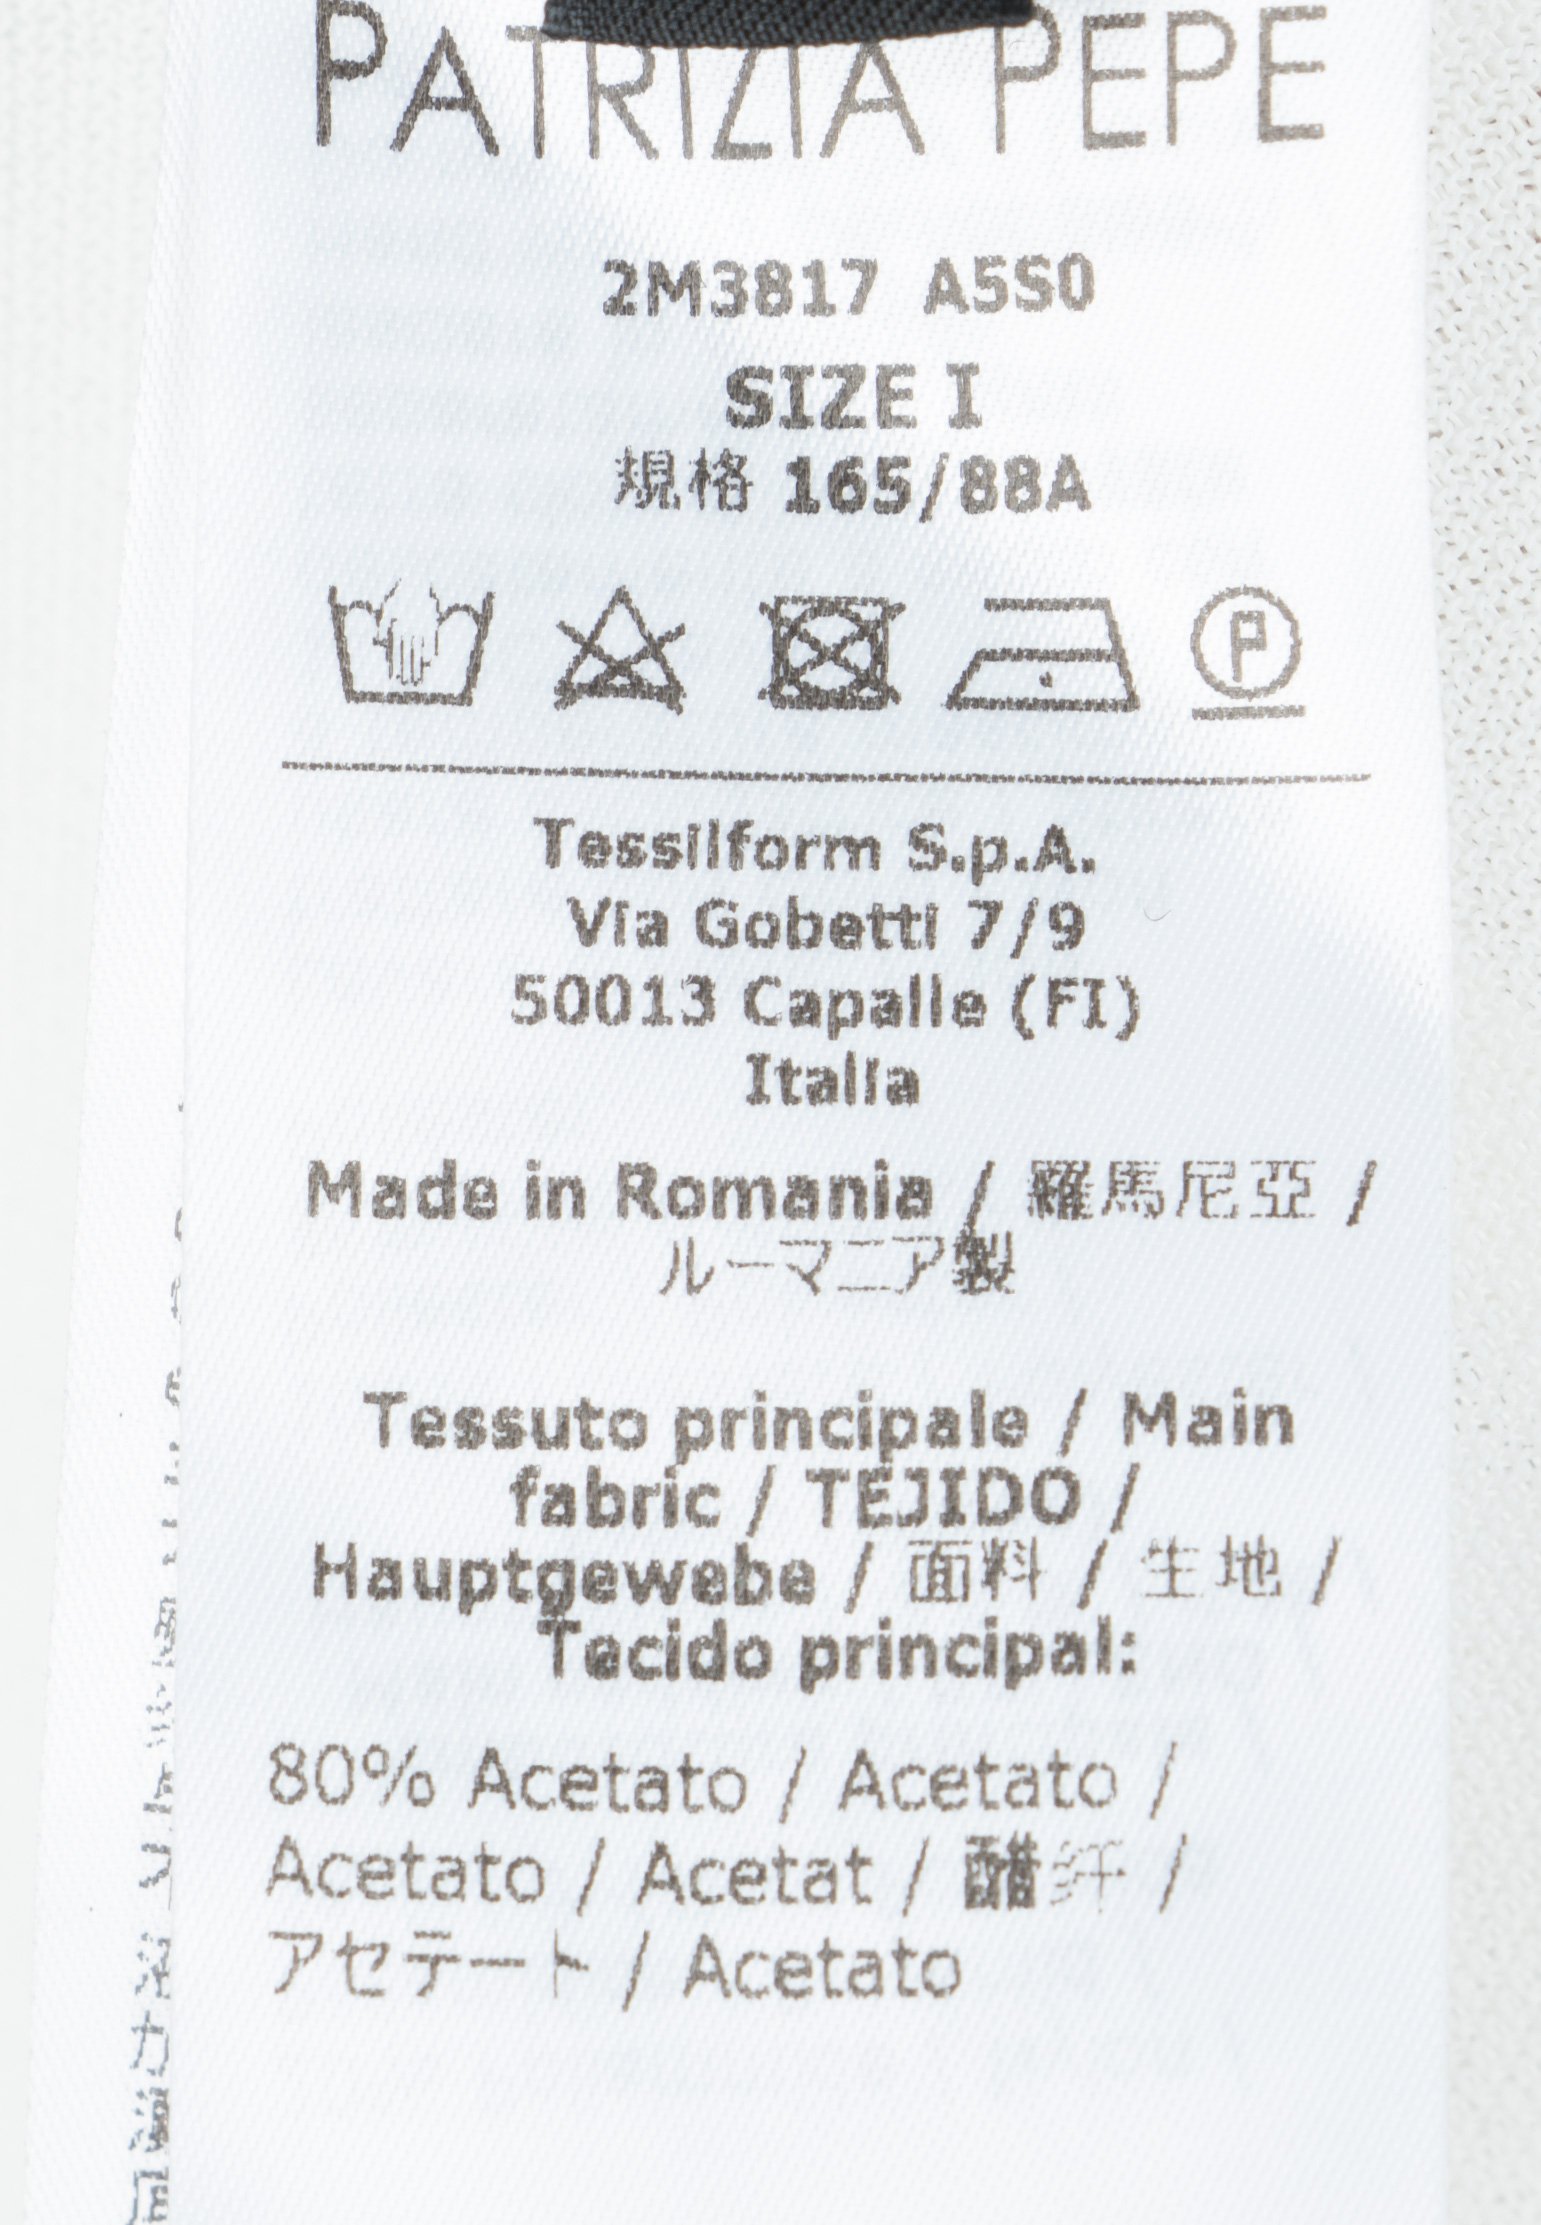 PATRIZIA PEPE
2M3817 A5S0
SIZE I
規格 165/88A
P
Tessilform S.p.A.
Via Gobetti 7/9
50013 Capalle (FI)
Italia
Made in Romania / 羅馬尼亞 /
ルーマニア製
Tessuto principale / Main
fabric / TEJIDO /
Hauptgewebe / 面料 / 生地 /
Tecido principal:
80% Acetato / Acetato /
Acetato / Acetat / 醋纤 /
アセテート / Acetato